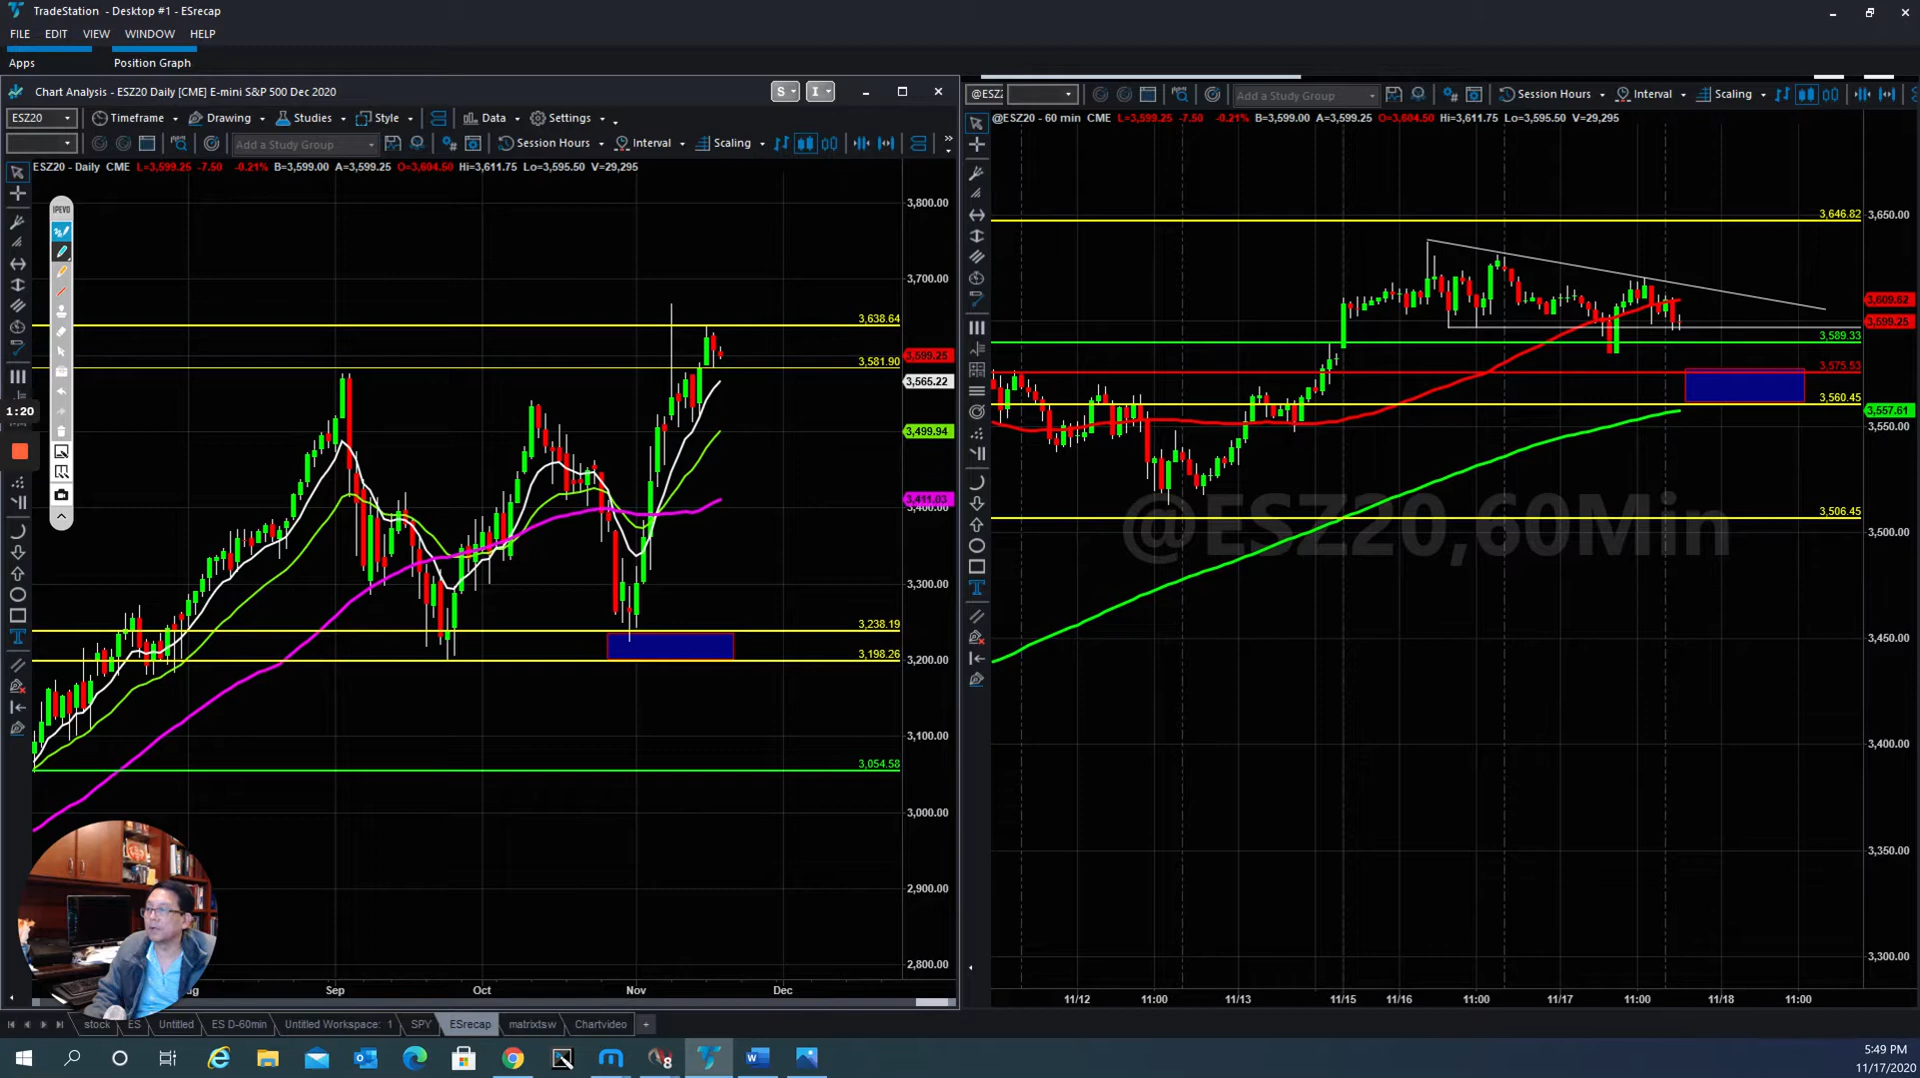 TradeStation - Desktop #1 - ESrecap
FILE EDIT VIEW WINDOW HELP
Apps Position Graph
Chart Analysis - ESZ20 Daily [CME] E-mini S&P 500 Dec 2020
S I
ESZ20 Timeframe Drawing Studies Style Data Settings
Add a Study Group Session Hours Interval Scaling
ESZ20 - Daily CME L=3,599.25 -7.50 -0.21% B=3,599.00 A=3,599.25 O=3,604.50 Hi=3,611.75 Lo=3,595.50 V=29,295
IPEVO
1:20
3,638.64
3,581.90
3,238.19
3,198.26
3,054.58
3,800.00
3,700.00
3,599.25
3,565.22
3,499.94
3,411.03
3,400.00
3,300.00
3,200.00
3,100.00
3,000.00
2,900.00
2,800.00
Sep Oct Nov Dec
@ESZ Add a Study Group Session Hours Interval Scaling
@ESZ20 - 60 min CME L=3,599.25 -7.50 -0.21% B=3,599.00 A=3,599.25 O=3,604.50 Hi=3,611.75 Lo=3,595.50 V=29,295
3,646.82
3,589.33
3,575.53
3,560.45
3,506.45
@ESZ20,60Min
3,650.00
3,609.62
3,599.25
3,557.61
3,550.00
3,500.00
3,450.00
3,400.00
3,350.00
3,300.00
11/12 11:00 11/13 11/15 11/16 11:00 11/17 11:00 11/18 11:00
stock ES Untitled ES D-60min Untitled Workspace: 1 SPY ESrecap matrixtsw Chartvideo +
5:49 PM
11/17/2020